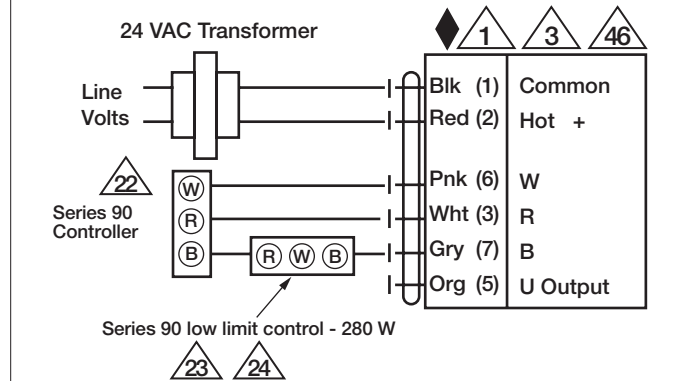 24 VAC Transformer
1 3 46
Line
Volts
Blk (1) Common
Red (2) Hot +
22
Series 90
Controller
W
R
B
R W B
Pnk (6) W
Wht (3) R
Gry (7) B
Org (5) U Output
Series 90 low limit control - 280 W
23 24